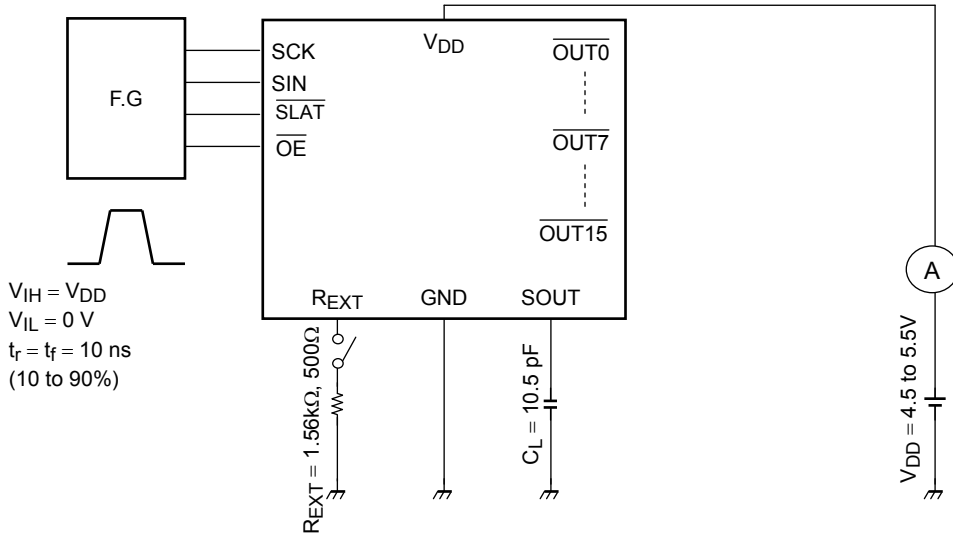 F.G
SCK
SIN
SLAT
OE
VDD
OUT0
OUT7
OUT15
REXT
GND
SOUT
A
VIH = VDD
VIL = 0 V
tr = tf = 10 ns
(10 to 90%)
REXT = 1.56kΩ, 500Ω
CL = 10.5 pF
VDD = 4.5 to 5.5V